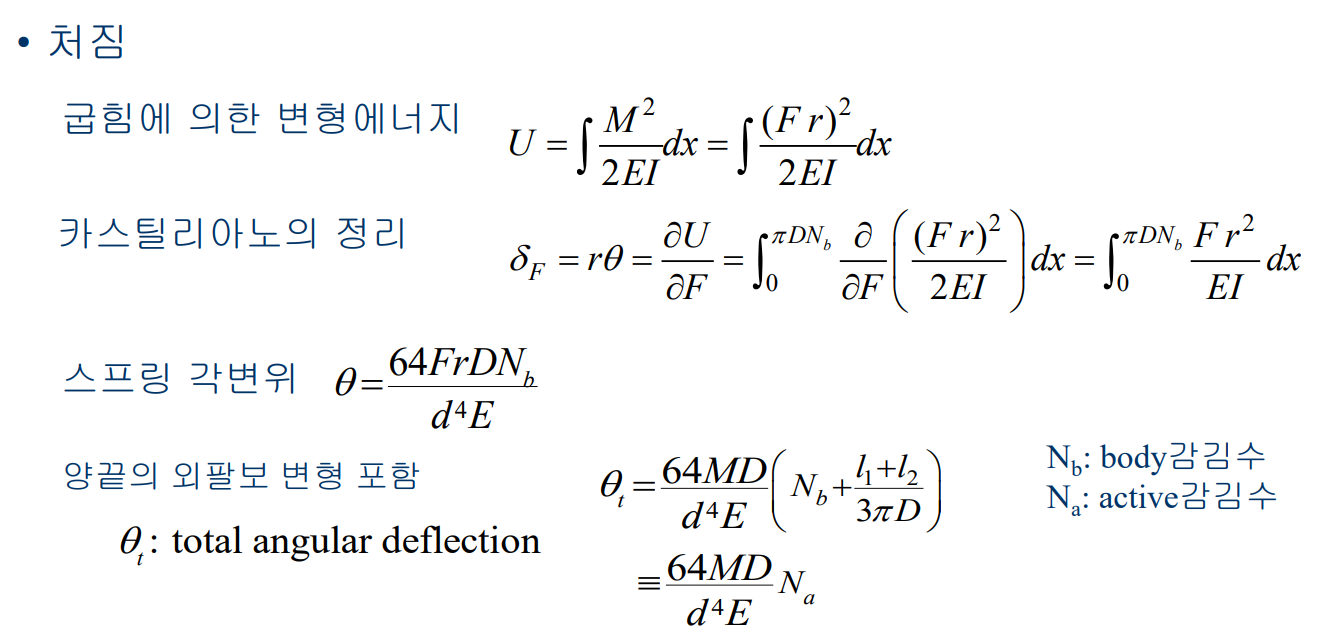 • 처짐
굽힘에 의한 변형에너지 U = ∫ M²/2EI dx = ∫ (F r)²/2EI dx
카스틸리아노의 정리 δ_F = rθ = ∂U/∂F = ∫₀^{πDN_b} ∂/∂F ( (F r)²/2EI ) dx = ∫₀^{πDN_b} F r²/EI dx
스프링 각변위 θ = 64FrDN_b/d⁴E
양끝의 외팔보 변형 포함 θ_t = 64MD/d⁴E ( N_b + l₁+l₂/3πD )
N_b: body감김수
N_a: active감김수
θ_t: total angular deflection
≡ 64MD/d⁴E N_a